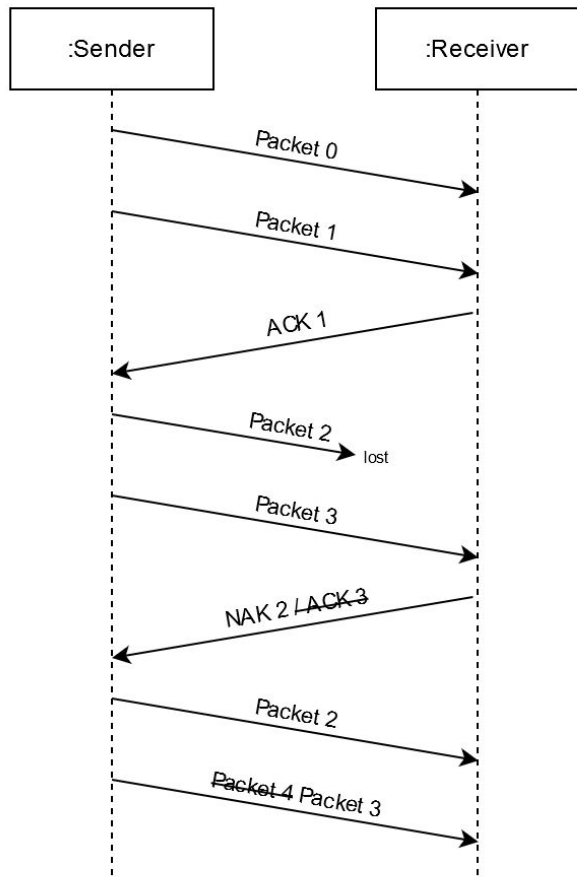 :Sender
:Receiver
Packet 0
Packet 1
ACK 1
Packet 2
lost
Packet 3
NAK 2 / ACK 3
Packet 2
Packet 4 Packet 3